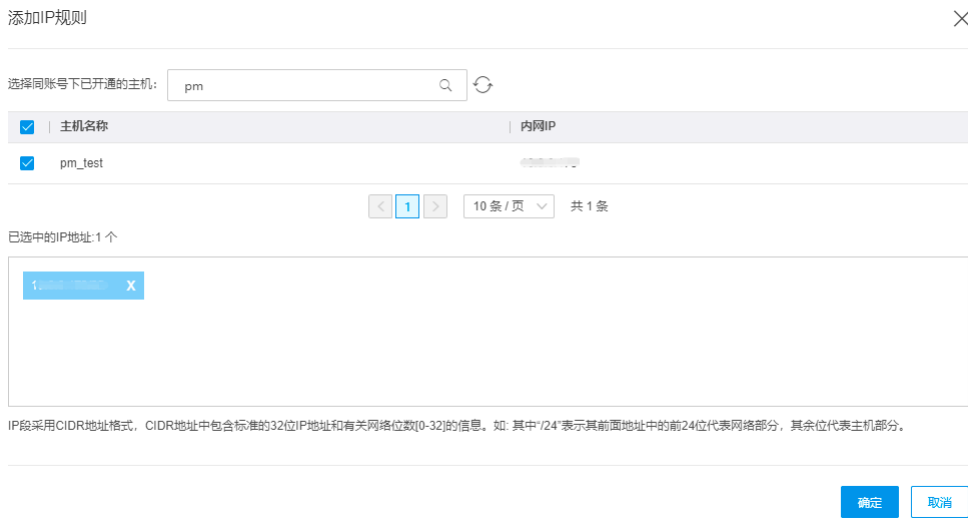 添加IP规则
选择同账号下已开通的主机: pm
主机名称 内网IP
pm_test
1 10 条 / 页 共 1 条
已选中的IP地址:1 个
X
IP段采用CIDR地址格式，CIDR地址中包含标准的32位IP地址和有关网络位数[0-32]的信息。如: 其中“/24”表示其前面地址中的前24位代表网络部分，其余位代表主机部分。
确定 取消